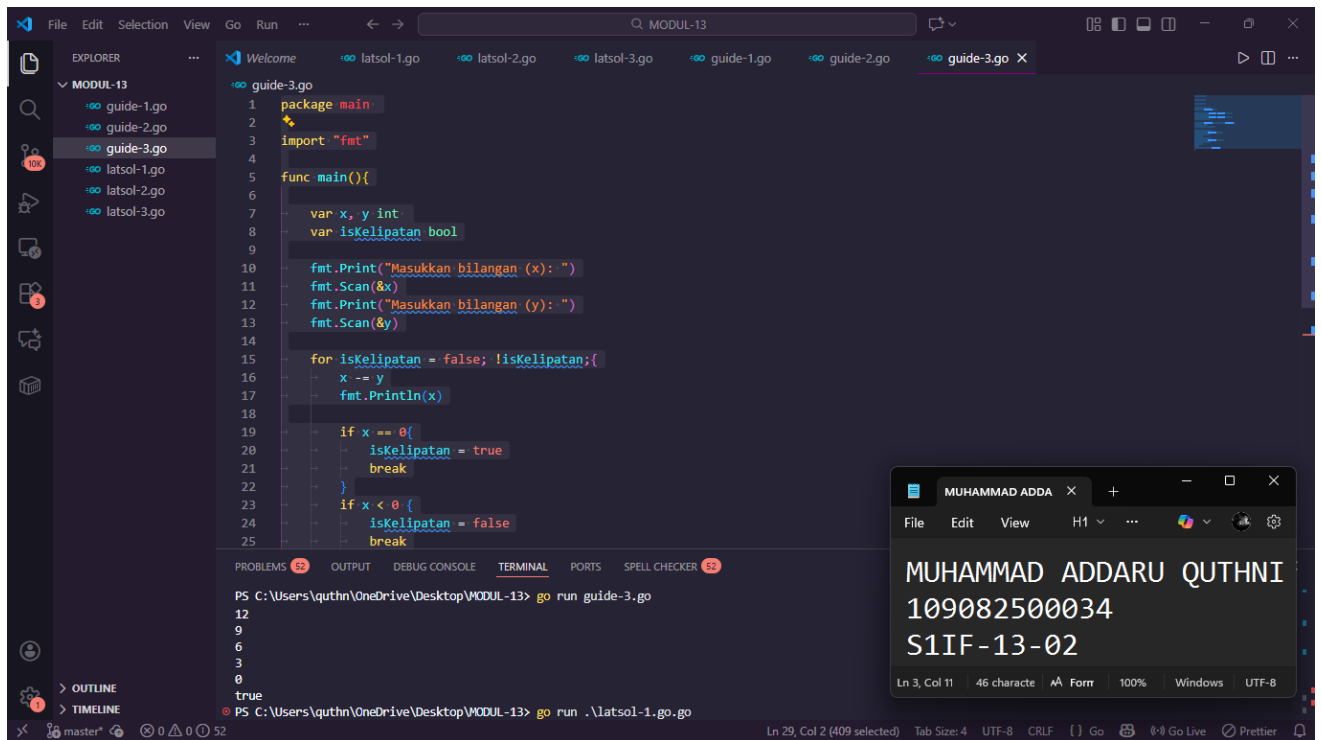 File Edit Selection View Go Run ··· MODUL-13
EXPLORER ···
Welcome latsol-1.go latsol-2.go latsol-3.go guide-1.go guide-2.go guide-3.go
MODUL-13
guide-1.go
guide-2.go
guide-3.go
latsol-1.go
latsol-2.go
latsol-3.go
10K
3
guide-3.go
1 package main
2
3 import "fmt"
4
5 func main(){
6
7 var x, y int
8 var isKelipatan bool
9
10 fmt.Print("Masukkan bilangan (x): ")
11 fmt.Scan(&x)
12 fmt.Print("Masukkan bilangan (y): ")
13 fmt.Scan(&y)
14
15 for isKelipatan = false; !isKelipatan;{
16 x -= y
17 fmt.Println(x)
18
19 if x == 0{
20 isKelipatan = true
21 break
22 }
23 if x < 0 {
24 isKelipatan = false
25 break
PROBLEMS 52 OUTPUT DEBUG CONSOLE TERMINAL PORTS SPELL CHECKER 52
PS C:\Users\quthn\OneDrive\Desktop\MODUL-13> go run guide-3.go
12
9
6
3
0
true
PS C:\Users\quthn\OneDrive\Desktop\MODUL-13> go run .\latsol-1.go.go
MUHAMMAD ADDA
File Edit View H1 ···
MUHAMMAD ADDARU QUTHNI
109082500034
S1IF-13-02
Ln 3, Col 11 46 characte Forn 100% Windows UTF-8
OUTLINE
TIMELINE
1
master* 0 0 52 Ln 29, Col 2 (409 selected) Tab Size: 4 UTF-8 CRLF {} Go Go Live Prettier